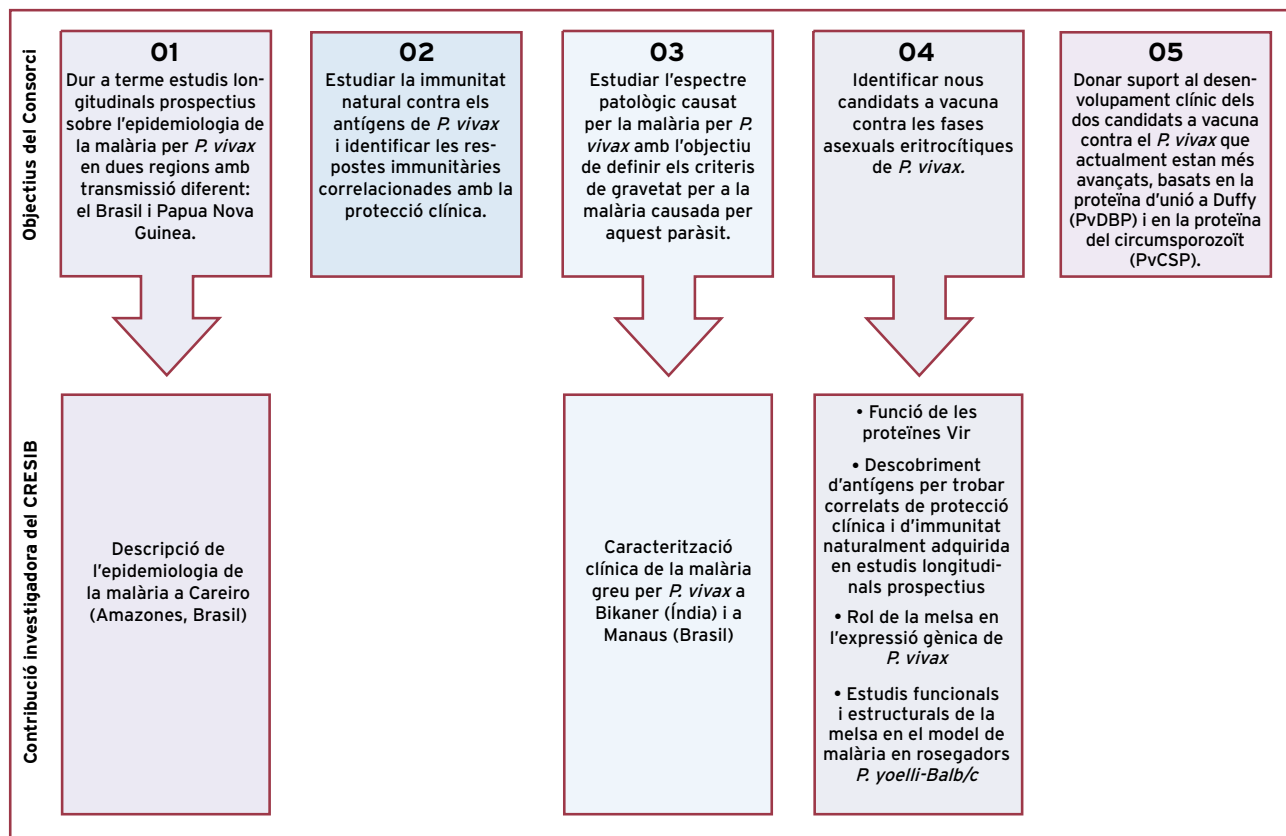 Objectius del Consorci
01
Dur a terme estudis lon-
gitudinals prospectius
sobre l'epidemiologia de
la malària per P. vivax
en dues regions amb
transmissió diferent:
el Brasil i Papua Nova
Guinea.
02
Estudiar la immunitat
natural contra els
antígens de P. vivax
i identificar les res-
postes immunitàries
correlacionades amb la
protecció clínica.
03
Estudiar l'espectre
patològic causat
per la malària per P.
vivax amb l'objectiu
de definir els criteris
de gravetat per a la
malària causada per
aquest paràsit.
04
Identificar nous
candidats a vacuna
contra les fases
asexuals eritrocítiques
de P. vivax.
05
Donar suport al desen-
volupament clínic dels
dos candidats a vacuna
contra el P. vivax que
actualment estan més
avançats, basats en la
proteïna d'unió a Duffy
(PvDBP) i en la proteïna
del circumsporozoït
(PvCSP).
Contribució investigadora del CRESIB
Descripció de
l'epidemiologia de
la malària a Careiro
(Amazones, Brasil)
Caracterització
clínica de la malària
greu per P. vivax a
Bikaner (Índia) i a
Manaus (Brasil)
• Funció de les
proteïnes Vir
• Descobriment
d'antígens per trobar
correlats de protecció
clínica i d'immunitat
naturalment adquirida
en estudis longitudi-
nals prospectius
• Rol de la melsa en
l'expressió gènica de
P. vivax
• Estudis funcionals
i estructurals de la
melsa en el model de
malària en rosegadors
P. yoelli-Balb/c